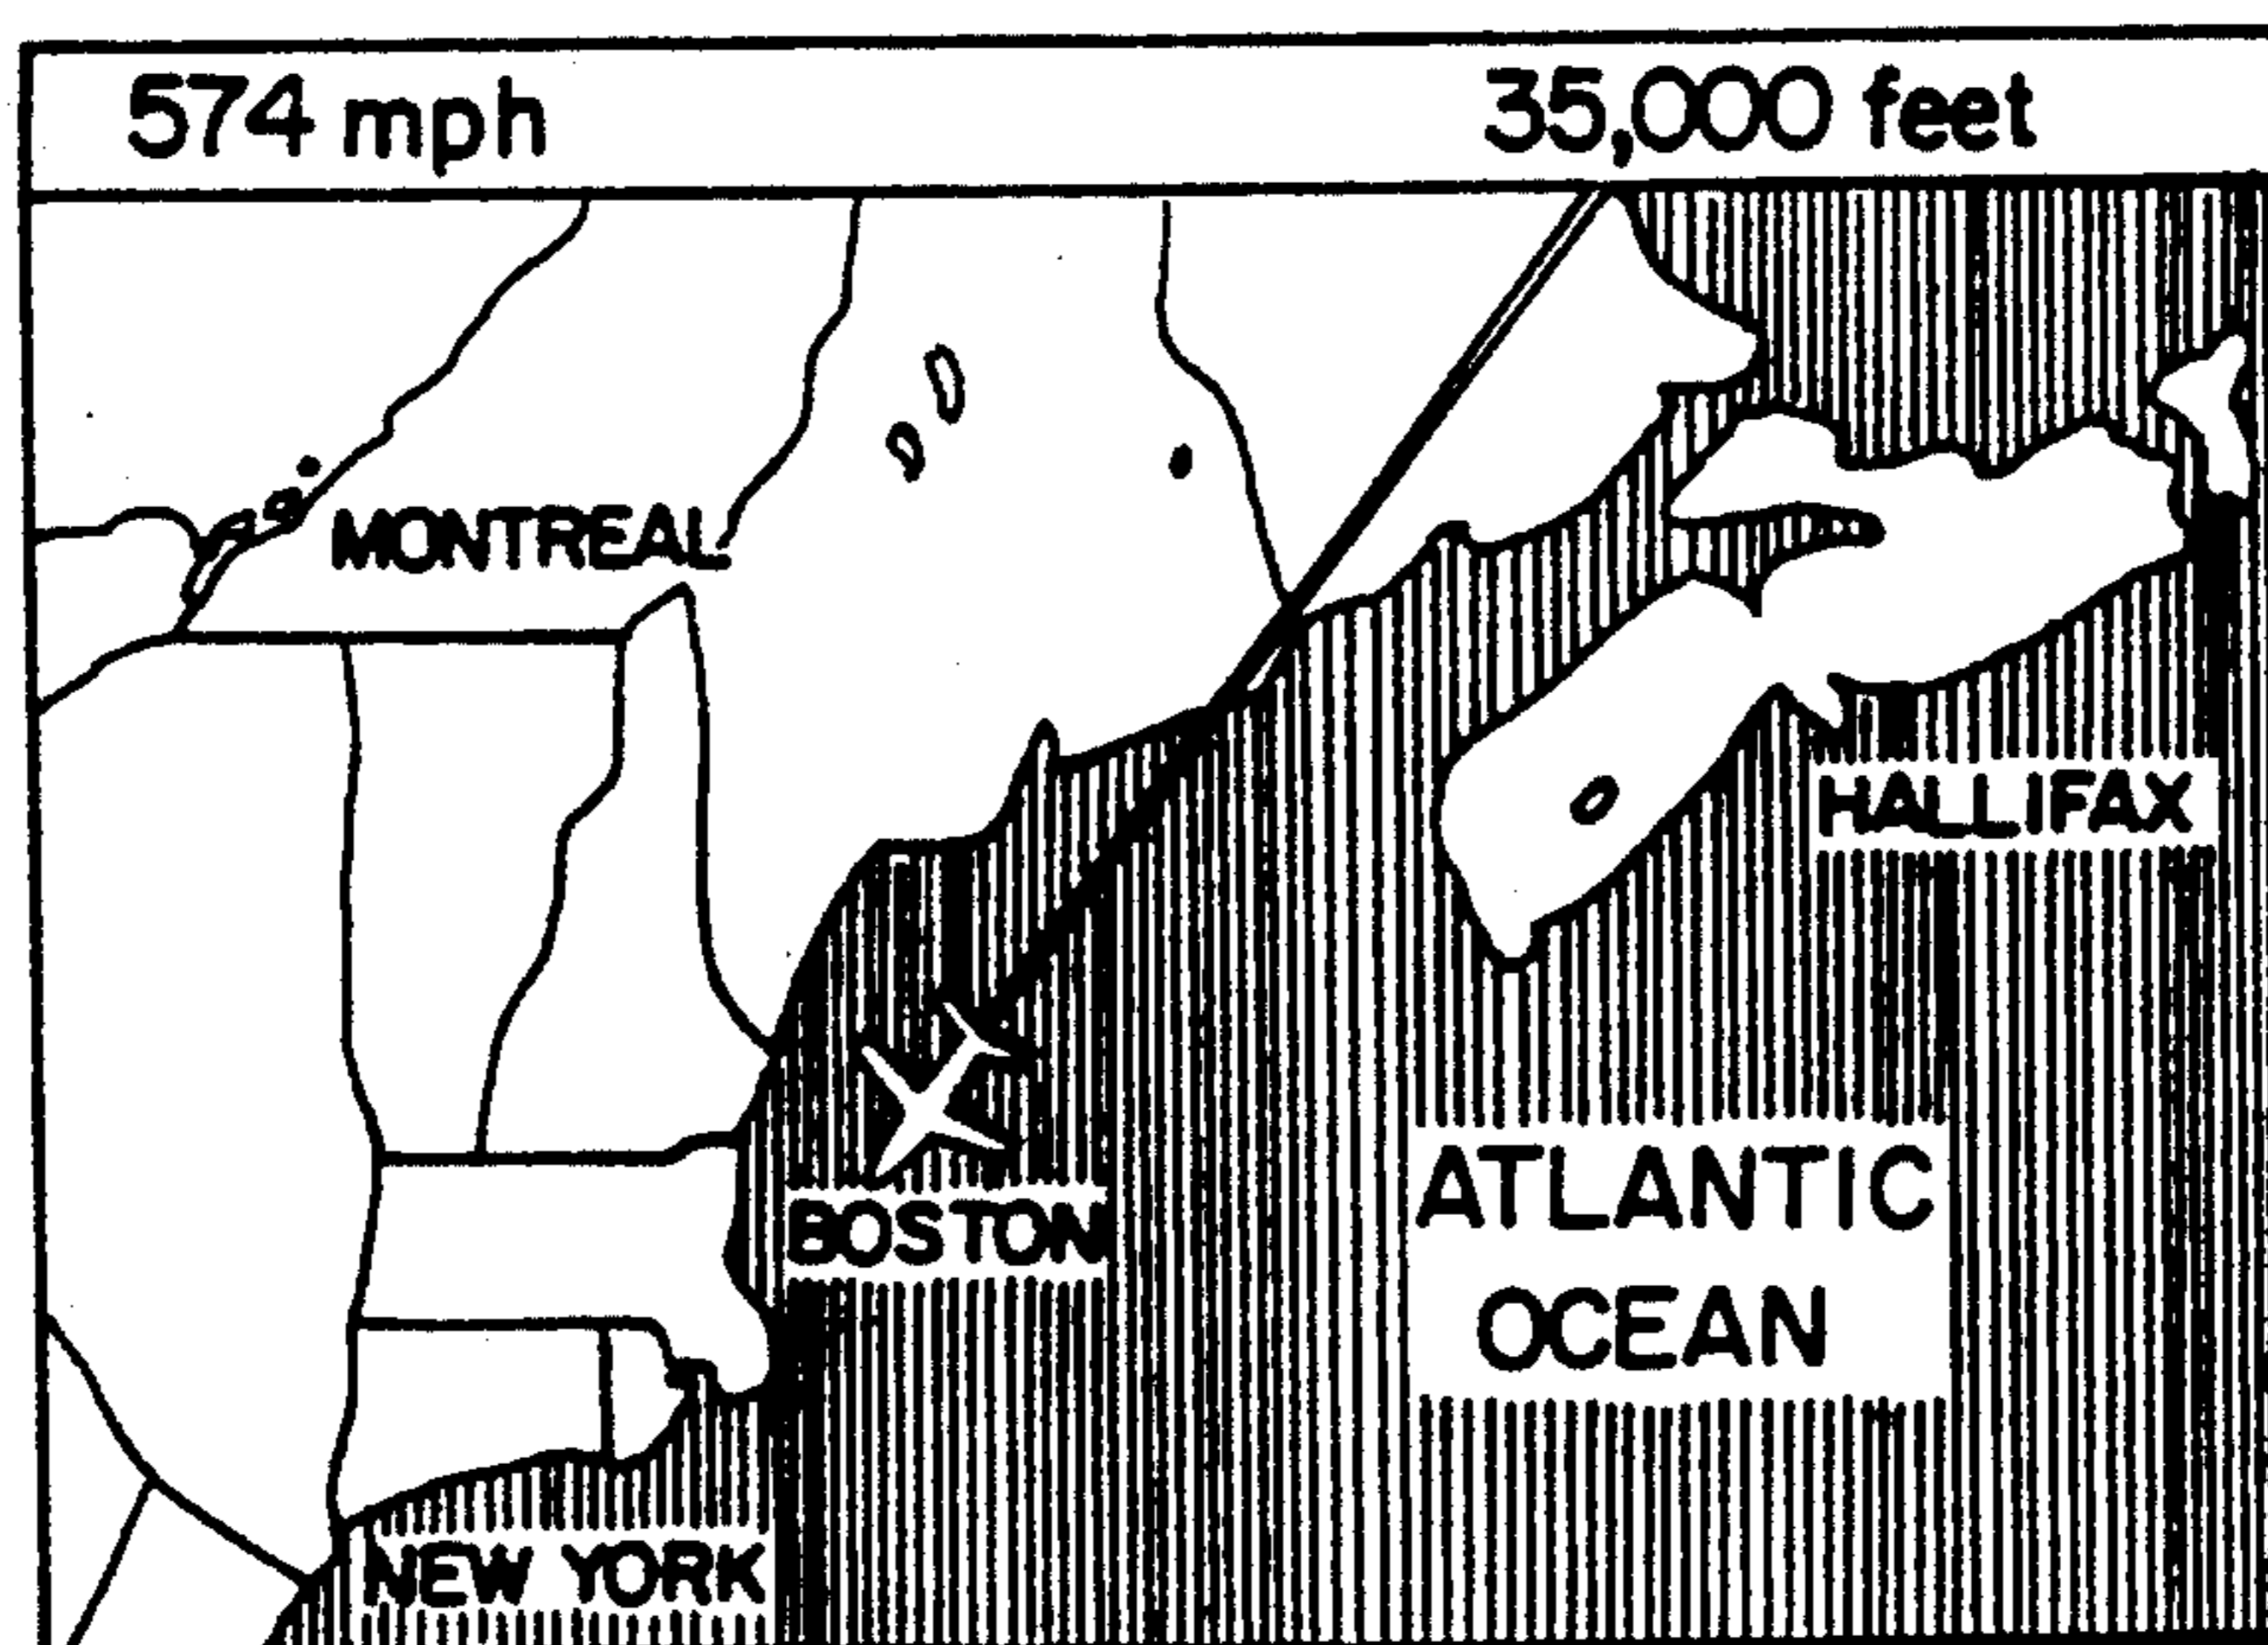 574 mph 35,000 feet
MONTREAL
HALLIFAX
ATLANTIC
OCEAN
BOSTON
NEW YORK